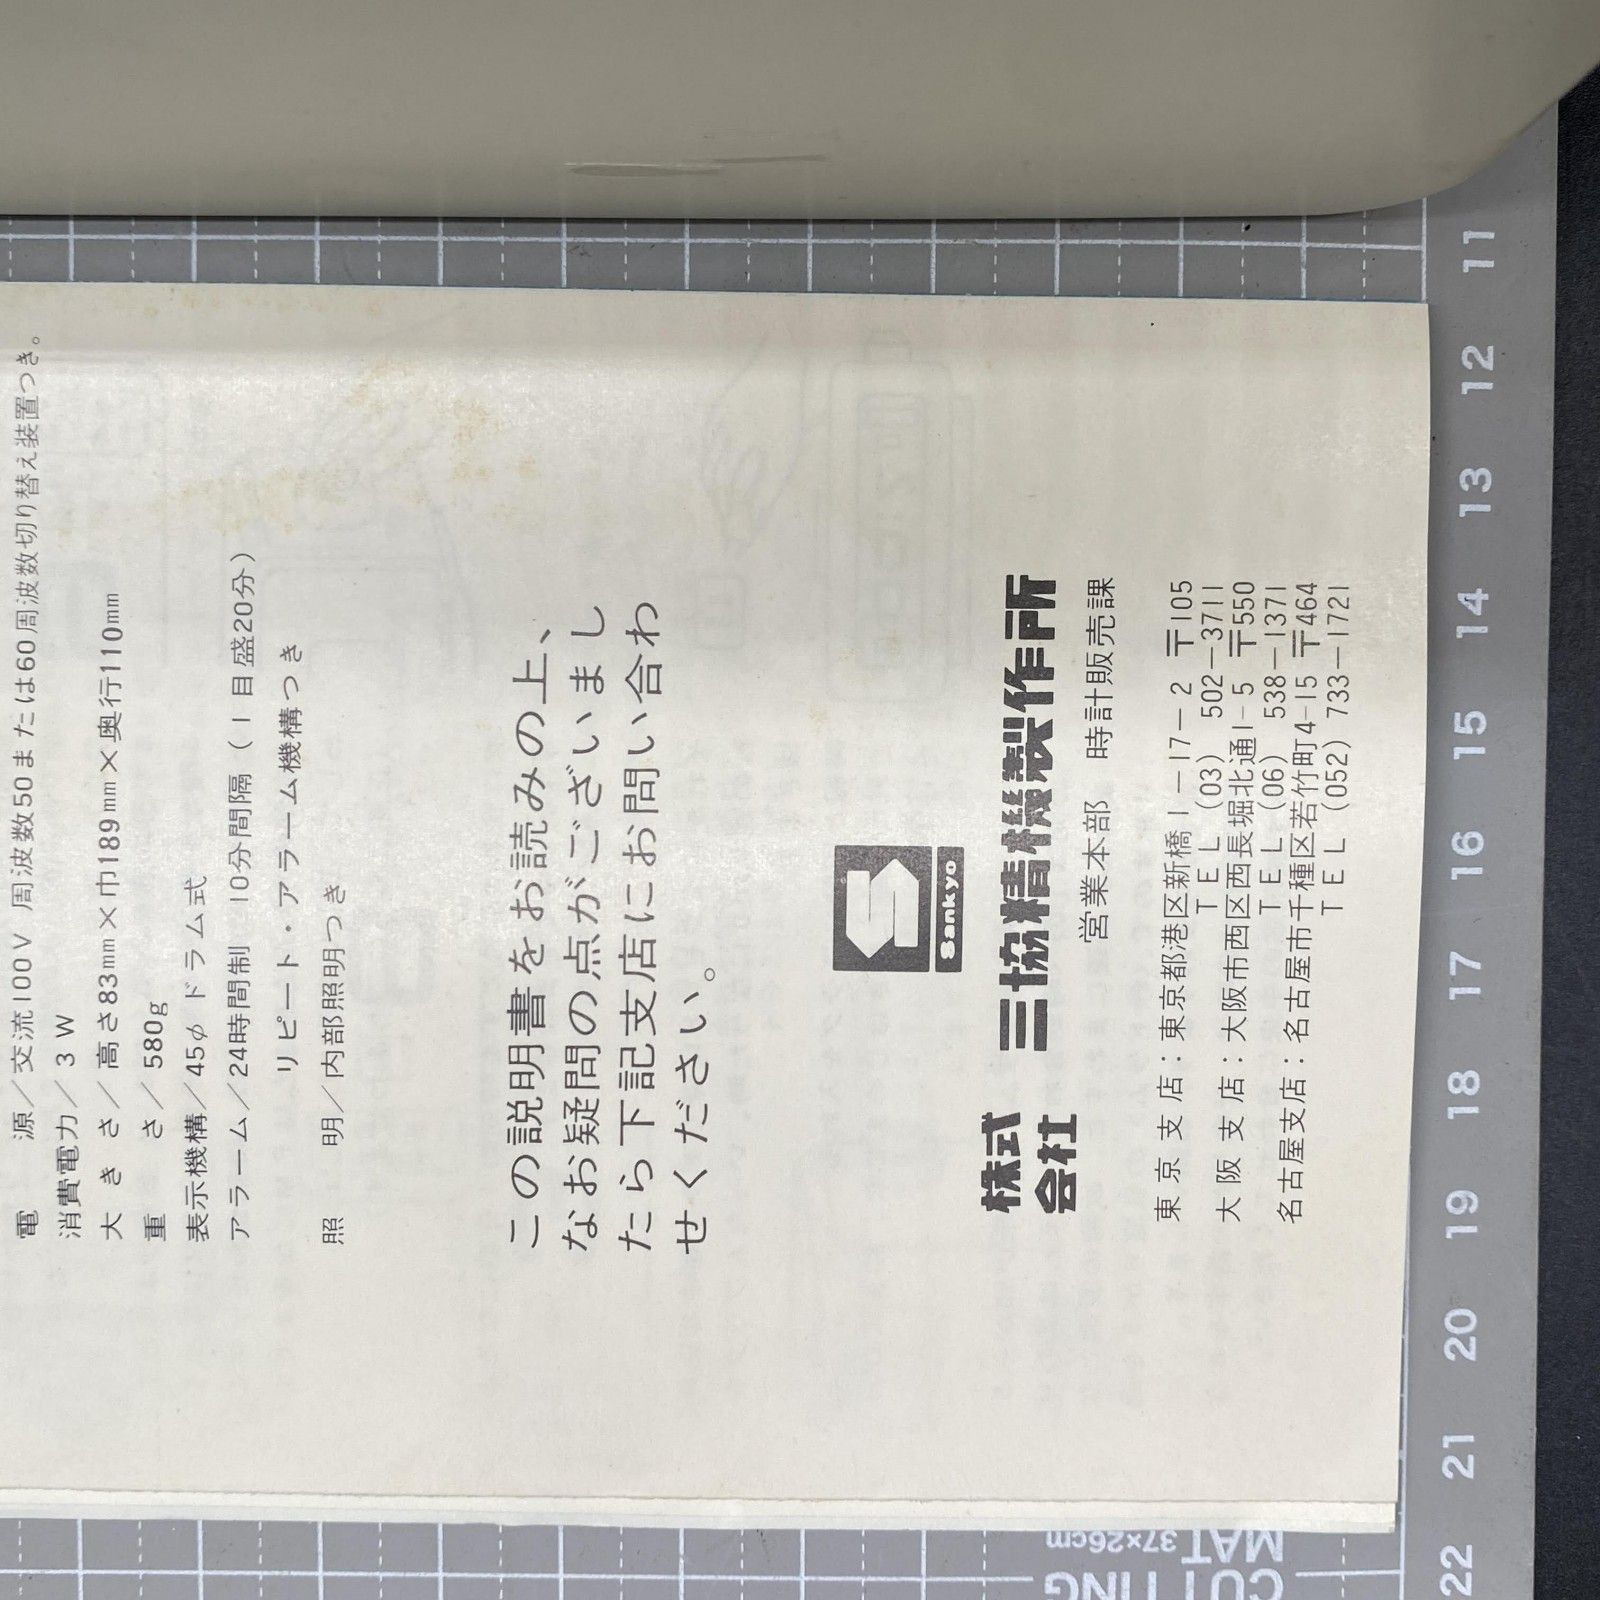 電源／交流100V 周波数50または60周波数切り替え装置つき。
消費電力／3W
大きさ／高さ83mm×巾189mm×奥行110mm
重さ／580g
表示機構／45φドラム式
アラーム／24時間制 10分間隔（1目盛20分）
リピート・アラーム機構つき
照明／内部照明つき
この説明書をお読みの上、
なお疑問の点がございまし
たら下記支店にお問い合わ
せください。
Sankyo
株式会社 三協精機製作所
営業本部 時計販売課
東京支店：東京都港区新橋1－17－2 〒105
TEL（03）502－3711
大阪支店：大阪市西区西長堀北通1－5 〒550
TEL（06）538－1371
名古屋支店：名古屋市千種区若竹町4－15 〒464
TEL（052）733－1721
11
12
13
14
15
16
17
18
19
20
21
22
CUTTING
MAT 37×26cm